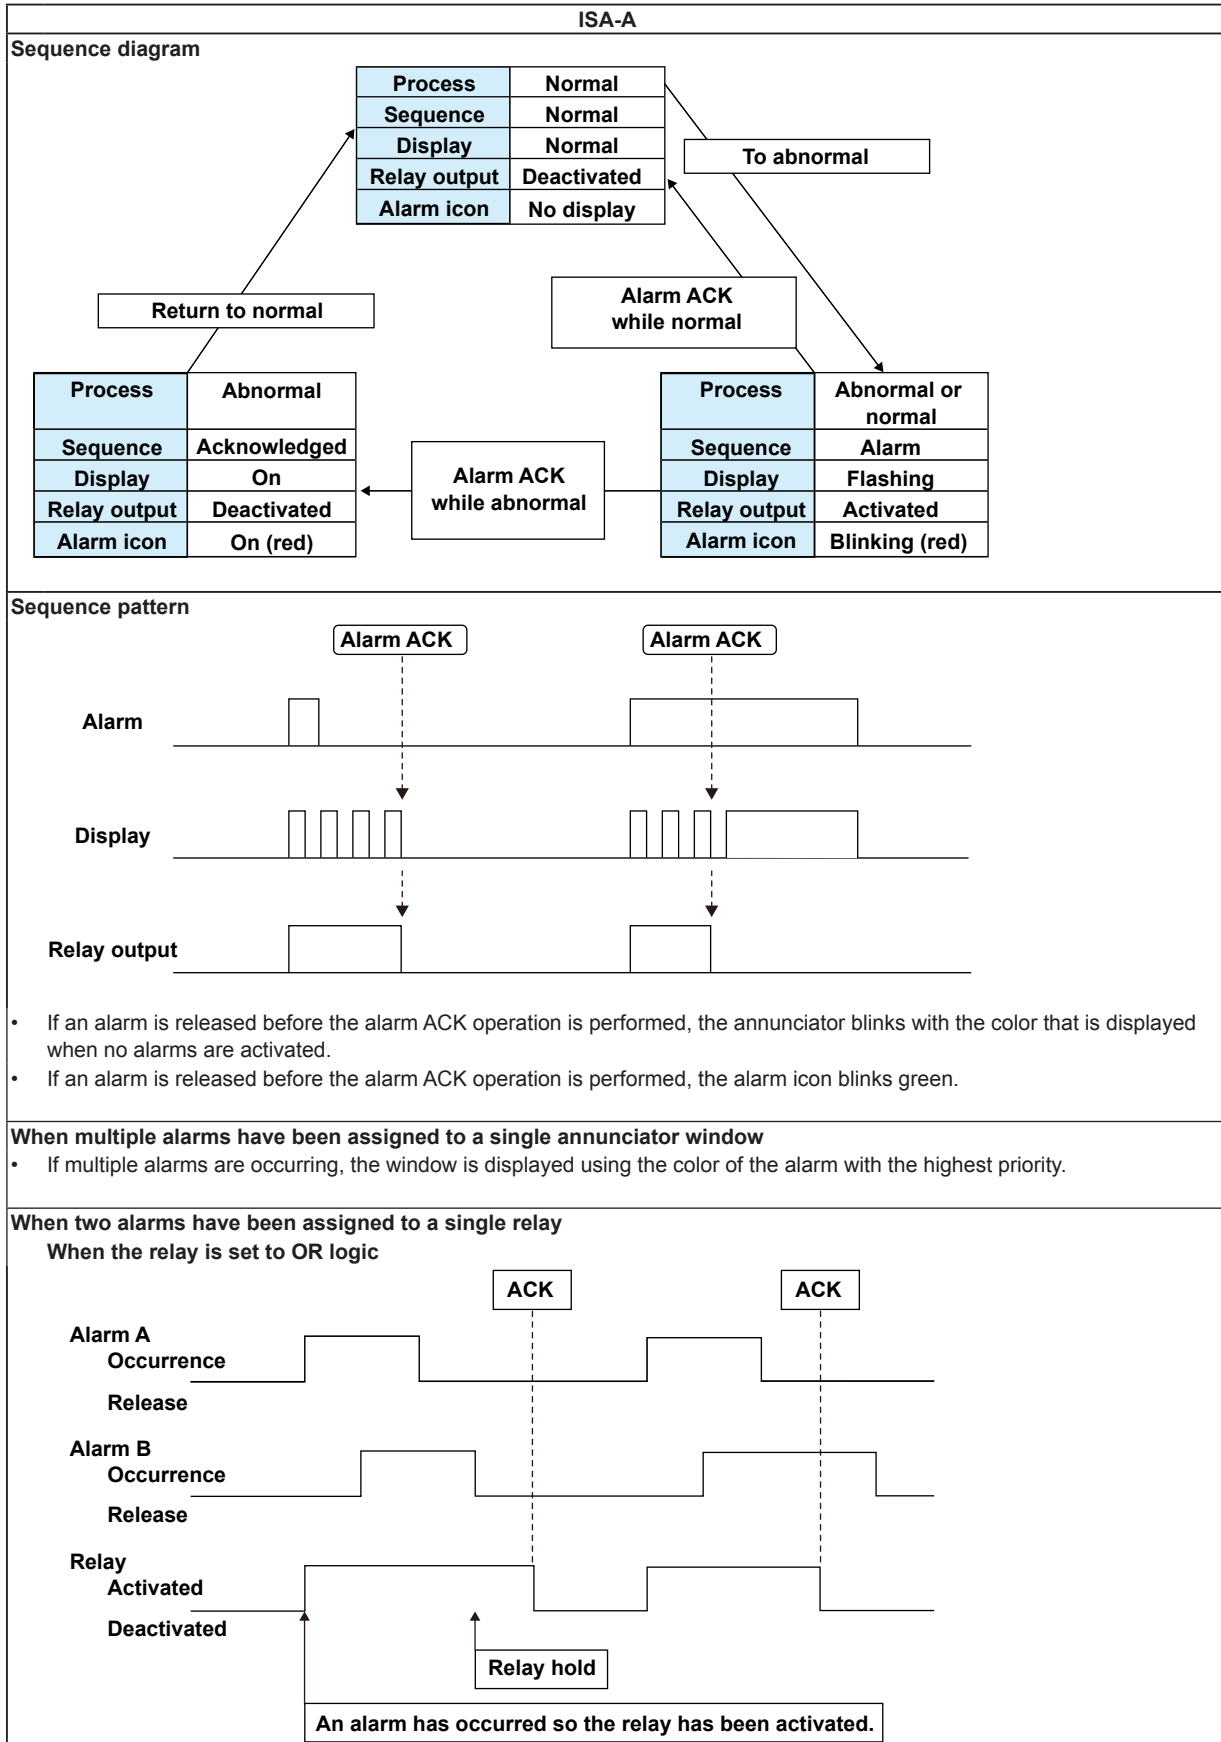 ISA-A
Sequence diagram
Process Normal
Sequence Normal
Display Normal
Relay output Deactivated
Alarm icon No display
To abnormal
Return to normal
Alarm ACK
while normal
Process Abnormal
Sequence Acknowledged
Display On
Relay output Deactivated
Alarm icon On (red)
Alarm ACK
while abnormal
Process Abnormal or
normal
Sequence Alarm
Display Flashing
Relay output Activated
Alarm icon Blinking (red)
Sequence pattern
Alarm ACK Alarm ACK
Alarm
Display
Relay output
• If an alarm is released before the alarm ACK operation is performed, the annunciator blinks with the color that is displayed
when no alarms are activated.
• If an alarm is released before the alarm ACK operation is performed, the alarm icon blinks green.
When multiple alarms have been assigned to a single annunciator window
• If multiple alarms are occurring, the window is displayed using the color of the alarm with the highest priority.
When two alarms have been assigned to a single relay
When the relay is set to OR logic
ACK ACK
Alarm A
Occurrence
Release
Alarm B
Occurrence
Release
Relay
Activated
Deactivated
Relay hold
An alarm has occurred so the relay has been activated.